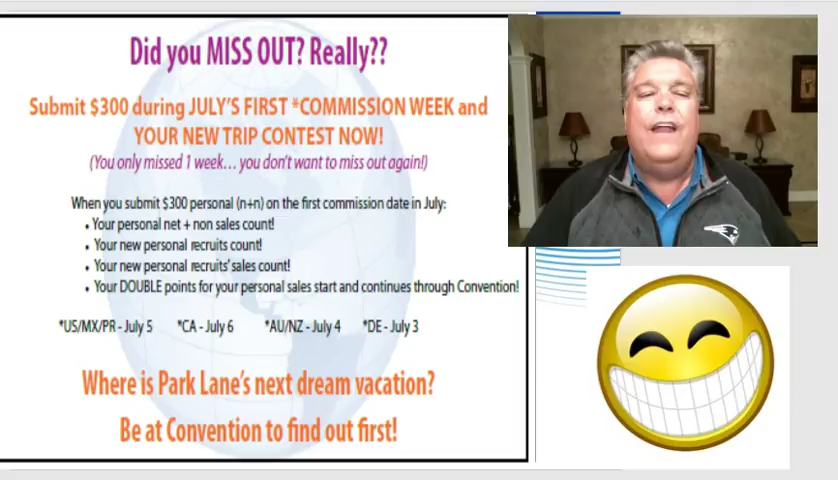 Did you MISS OUT? Really??
Submit $300 during JULY'S FIRST *COMMISSION WEEK and
YOUR NEW TRIP CONTEST NOW!
(You only missed 1 week… you don't want to miss out again!)
When you submit $300 personal (n+n) on the first commission date in July:
• Your personal net + non sales count!
• Your new personal recruits count!
• Your new personal recruits' sales count!
• Your DOUBLE points for your personal sales start and continues through Convention!
*US/MX/PR - July 5 *CA - July 6 *AU/NZ - July 4 *DE - July 3
Where is Park Lane's next dream vacation?
Be at Convention to find out first!